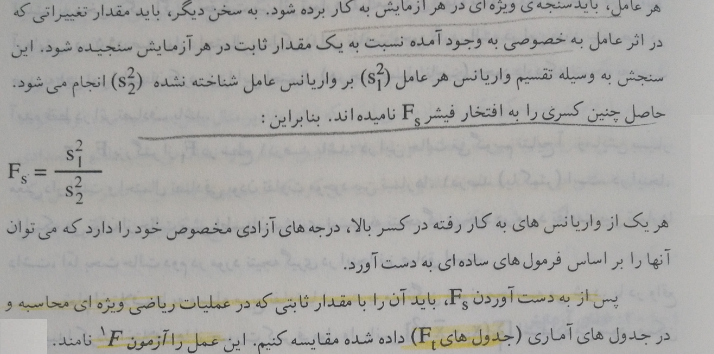 هر عامل، باید سنجه‌ی ویژه‌ای در هر آزمایش به کار برده شود. به سخن دیگر، باید مقدار تغییراتی که
در اثر عامل به خصوصی به وجود آمده نسبت به یک مقدار ثابت در هر آزمایش سنجیده شود. این
سنجش به وسیله تقسیم واریانس هر عامل (s₁²) بر واریانس عامل شناخته نشده (s₂²) انجام می‌شود.
حاصل چنین کسری را به افتخار فیشر Fₛ نامیده‌اند. بنابراین :
Fₛ = s₁² / s₂²
هر یک از واریانس های به کار رفته در کسر بالا، درجه های آزادی مخصوص خود را دارد که می توان
آنها را بر اساس فرمول های ساده ای به دست آورد.
پس از به دست آوردن Fₛ، باید آن را با مقدار ثابتی که در عملیات ریاضی ویژه ای محاسبه و
در جدول های آماری (جدول های Fₜ) داده شده مقایسه کنیم. این عمل را آزمون F¹ نامند.